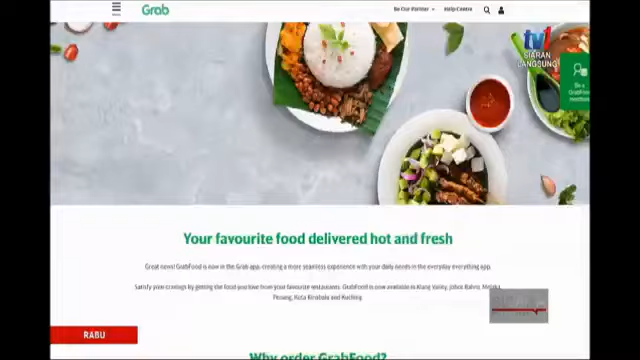 Grab
Be Our Partner
Help Centre
tv1
SIARAN
LANGSUNG
Be a
GrabFood
Your favourite food delivered hot and fresh
Great news! GrabFood is now in the Grab app, creating a more seamless experience with your daily needs in the everyday everything app.
Satisfy your cravings by getting the food you love from your favourite restaurants. GrabFood is now available in Klang Valley, Johor Bahru, Melaka,
Penang, Kota Kinabalu and Kuching.
RABU
Why order GrabFood?